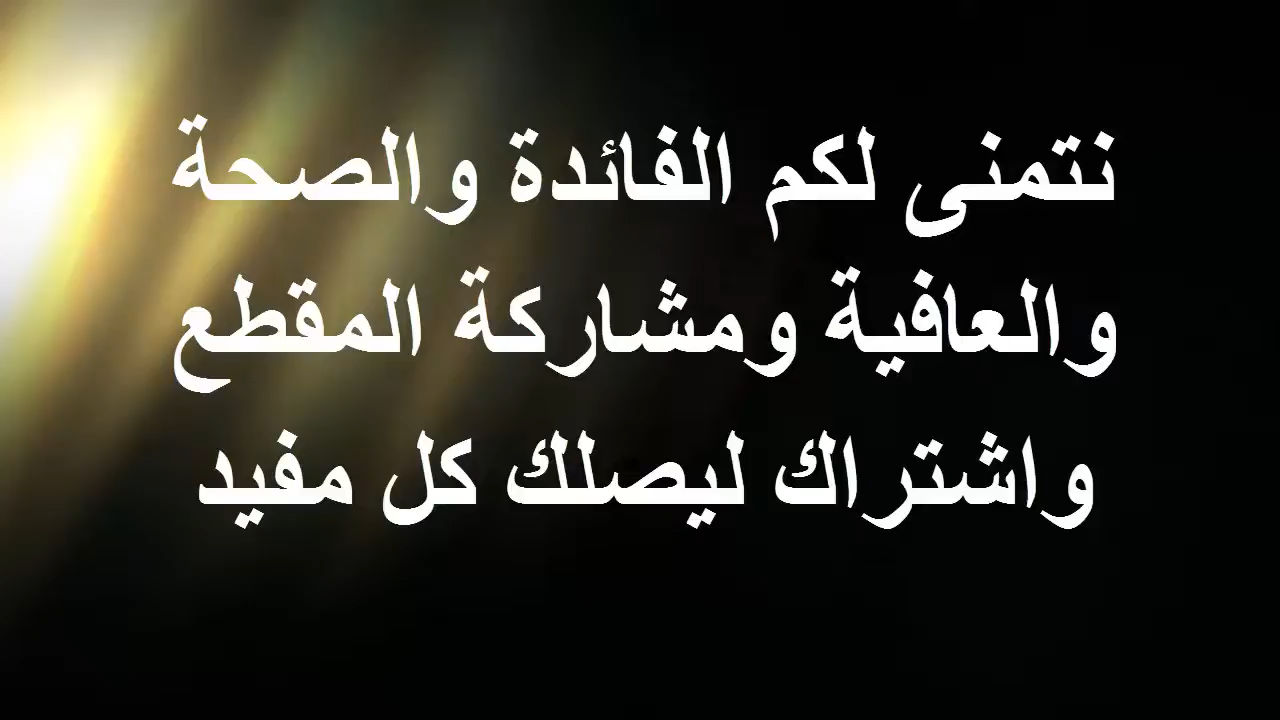 نتمنى لكم الفائدة والصحة
والعافية ومشاركة المقطع
واشتراك ليصلك كل مفيد